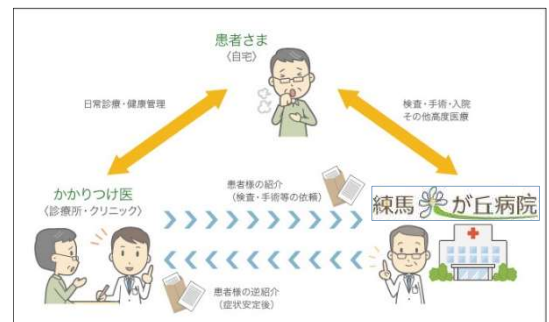 患者さま
〈自宅〉
日常診療・健康管理
検査・手術・入院
その他高度医療
かかりつけ医
〈診療所・クリニック〉
患者様の紹介
（検査・手術等の依頼）
練馬光が丘病院
患者様の逆紹介
（症状安定後）